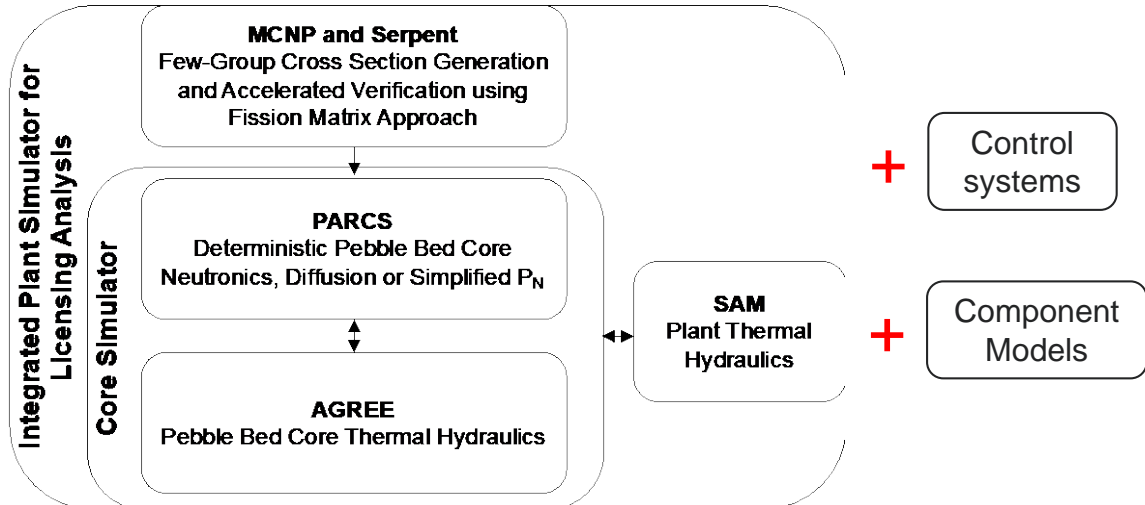 Integrated Plant Simulator for
Licensing Analysis
MCNP and Serpent
Few-Group Cross Section Generation
and Accelerated Verification using
Fission Matrix Approach
Core Simulator
PARCS
Deterministic Pebble Bed Core
Neutronics, Diffusion or Simplified PN
AGREE
Pebble Bed Core Thermal Hydraulics
SAM
Plant Thermal
Hydraulics
+
Control
systems
+
Component
Models